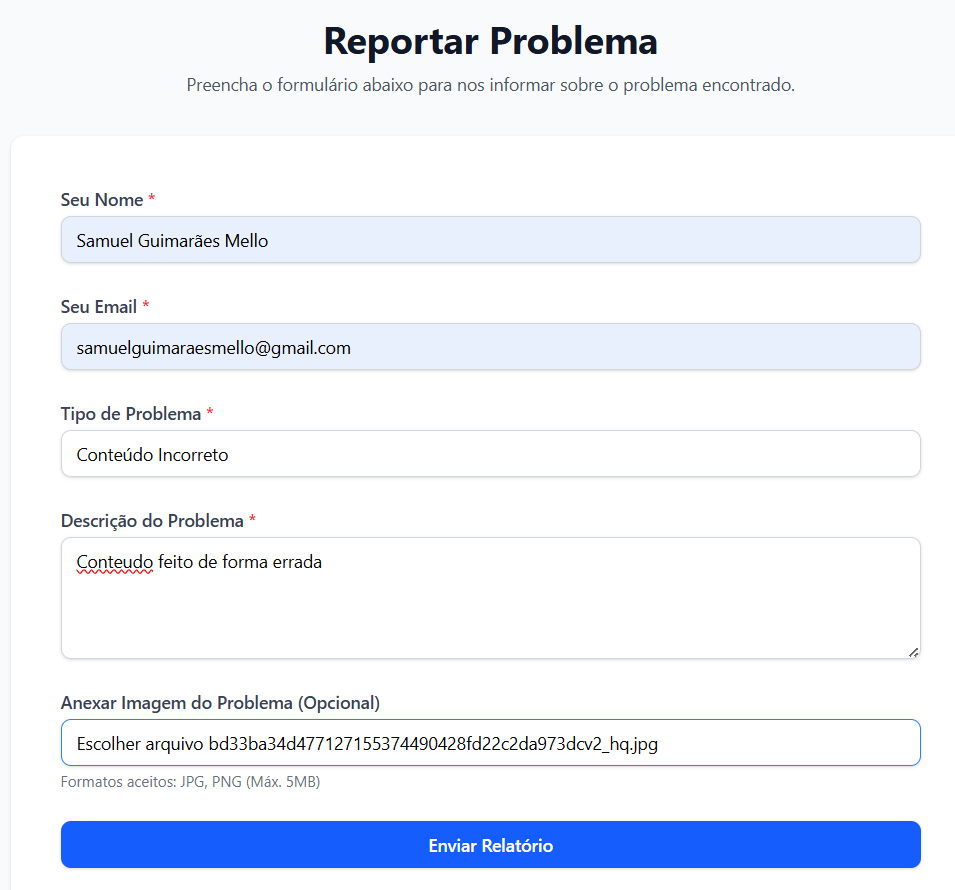 Reportar Problema
Preencha o formulário abaixo para nos informar sobre o problema encontrado.
Seu Nome *
Samuel Guimarães Mello
Seu Email *
samuelguimaraesmello@gmail.com
Tipo de Problema *
Conteúdo Incorreto
Descrição do Problema *
Conteudo feito de forma errada
Anexar Imagem do Problema (Opcional)
Escolher arquivo bd33ba34d477127155374490428fd22c2da973dcv2_hq.jpg
Formatos aceitos: JPG, PNG (Máx. 5MB)
Enviar Relatório